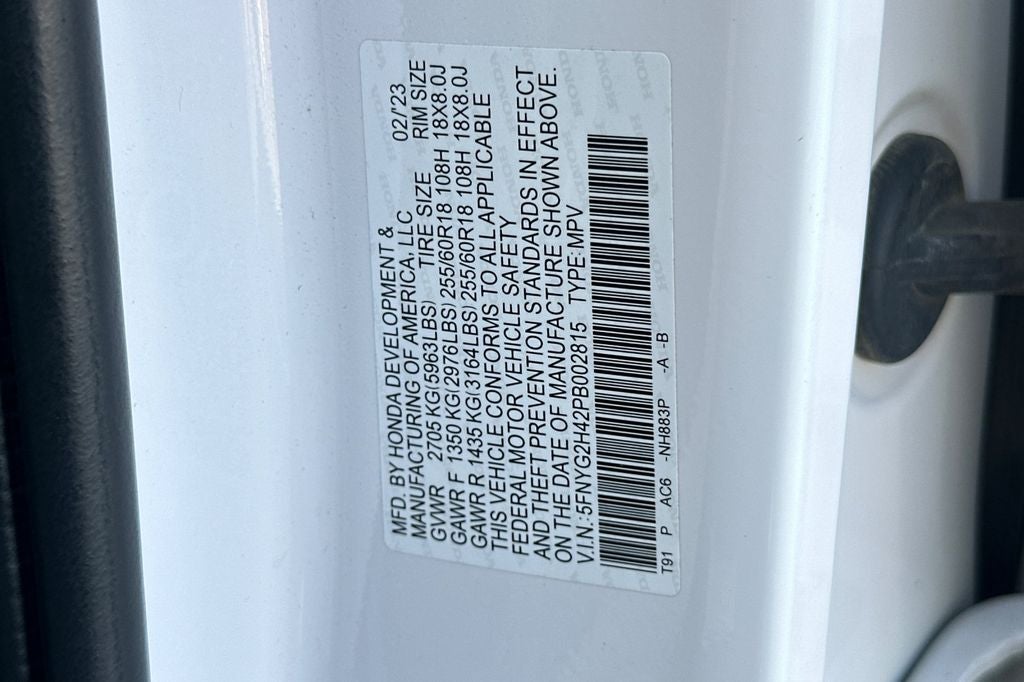 MFD. BY HONDA DEVELOPMENT &
MANUFACTURING OF AMERICA, LLC 02/'23
GVWR 2705 KG(5963LBS) TIRE SIZE RIM SIZE
GAWR F 1350 KG(2976LBS) 255/60R18 108H 18X8.0J
GAWR R 1435 KG(3164LBS) 255/60R18 108H 18X8.0J
THIS VEHICLE CONFORMS TO ALL APPLICABLE
FEDERAL MOTOR VEHICLE SAFETY
AND THEFT PREVENTION STANDARDS IN EFFECT
ON THE DATE OF MANUFACTURE SHOWN ABOVE.
V.I.N.: 5FNYG2H42PB002815 TYPE:MPV
T91 P AC6 -NH883P -A -B